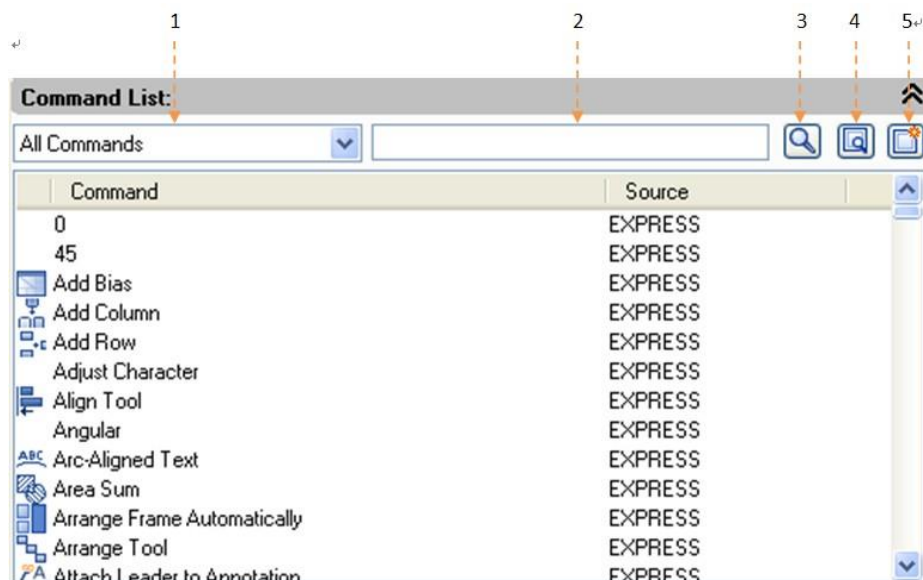 1 2 3 4 5
Command List:
All Commands
Command Source
0 EXPRESS
45 EXPRESS
Add Bias EXPRESS
Add Column EXPRESS
Add Row EXPRESS
Adjust Character EXPRESS
Align Tool EXPRESS
Angular EXPRESS
ABC Arc-Aligned Text EXPRESS
Area Sum EXPRESS
Arrange Frame Automatically EXPRESS
Arrange Tool EXPRESS
A Attach Leader to Annotation EXPRESS